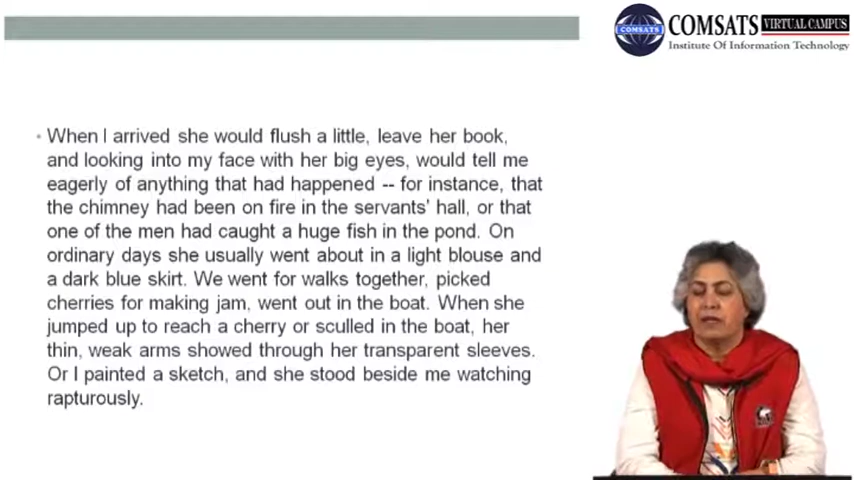 COMSATS
COMSATS VIRTUAL CAMPUS
Institute Of Information Technology
• When I arrived she would flush a little, leave her book,
and looking into my face with her big eyes, would tell me
eagerly of anything that had happened -- for instance, that
the chimney had been on fire in the servants' hall, or that
one of the men had caught a huge fish in the pond. On
ordinary days she usually went about in a light blouse and
a dark blue skirt. We went for walks together, picked
cherries for making jam, went out in the boat. When she
jumped up to reach a cherry or sculled in the boat, her
thin, weak arms showed through her transparent sleeves.
Or I painted a sketch, and she stood beside me watching
rapturously.